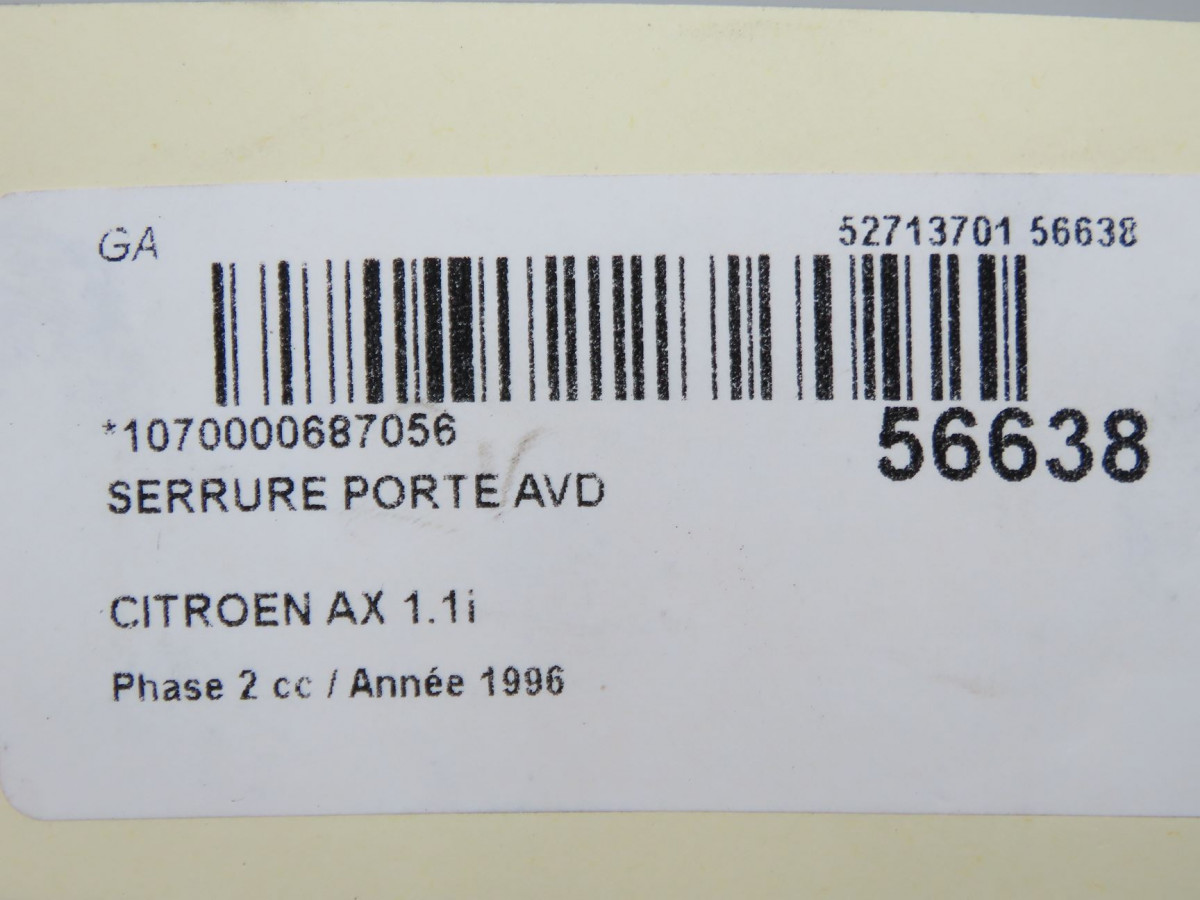 GA
52713701 56638
*1070000687056
56638
SERRURE PORTE AVD
CITROEN AX 1.1i
Phase 2 cc / Année 1996